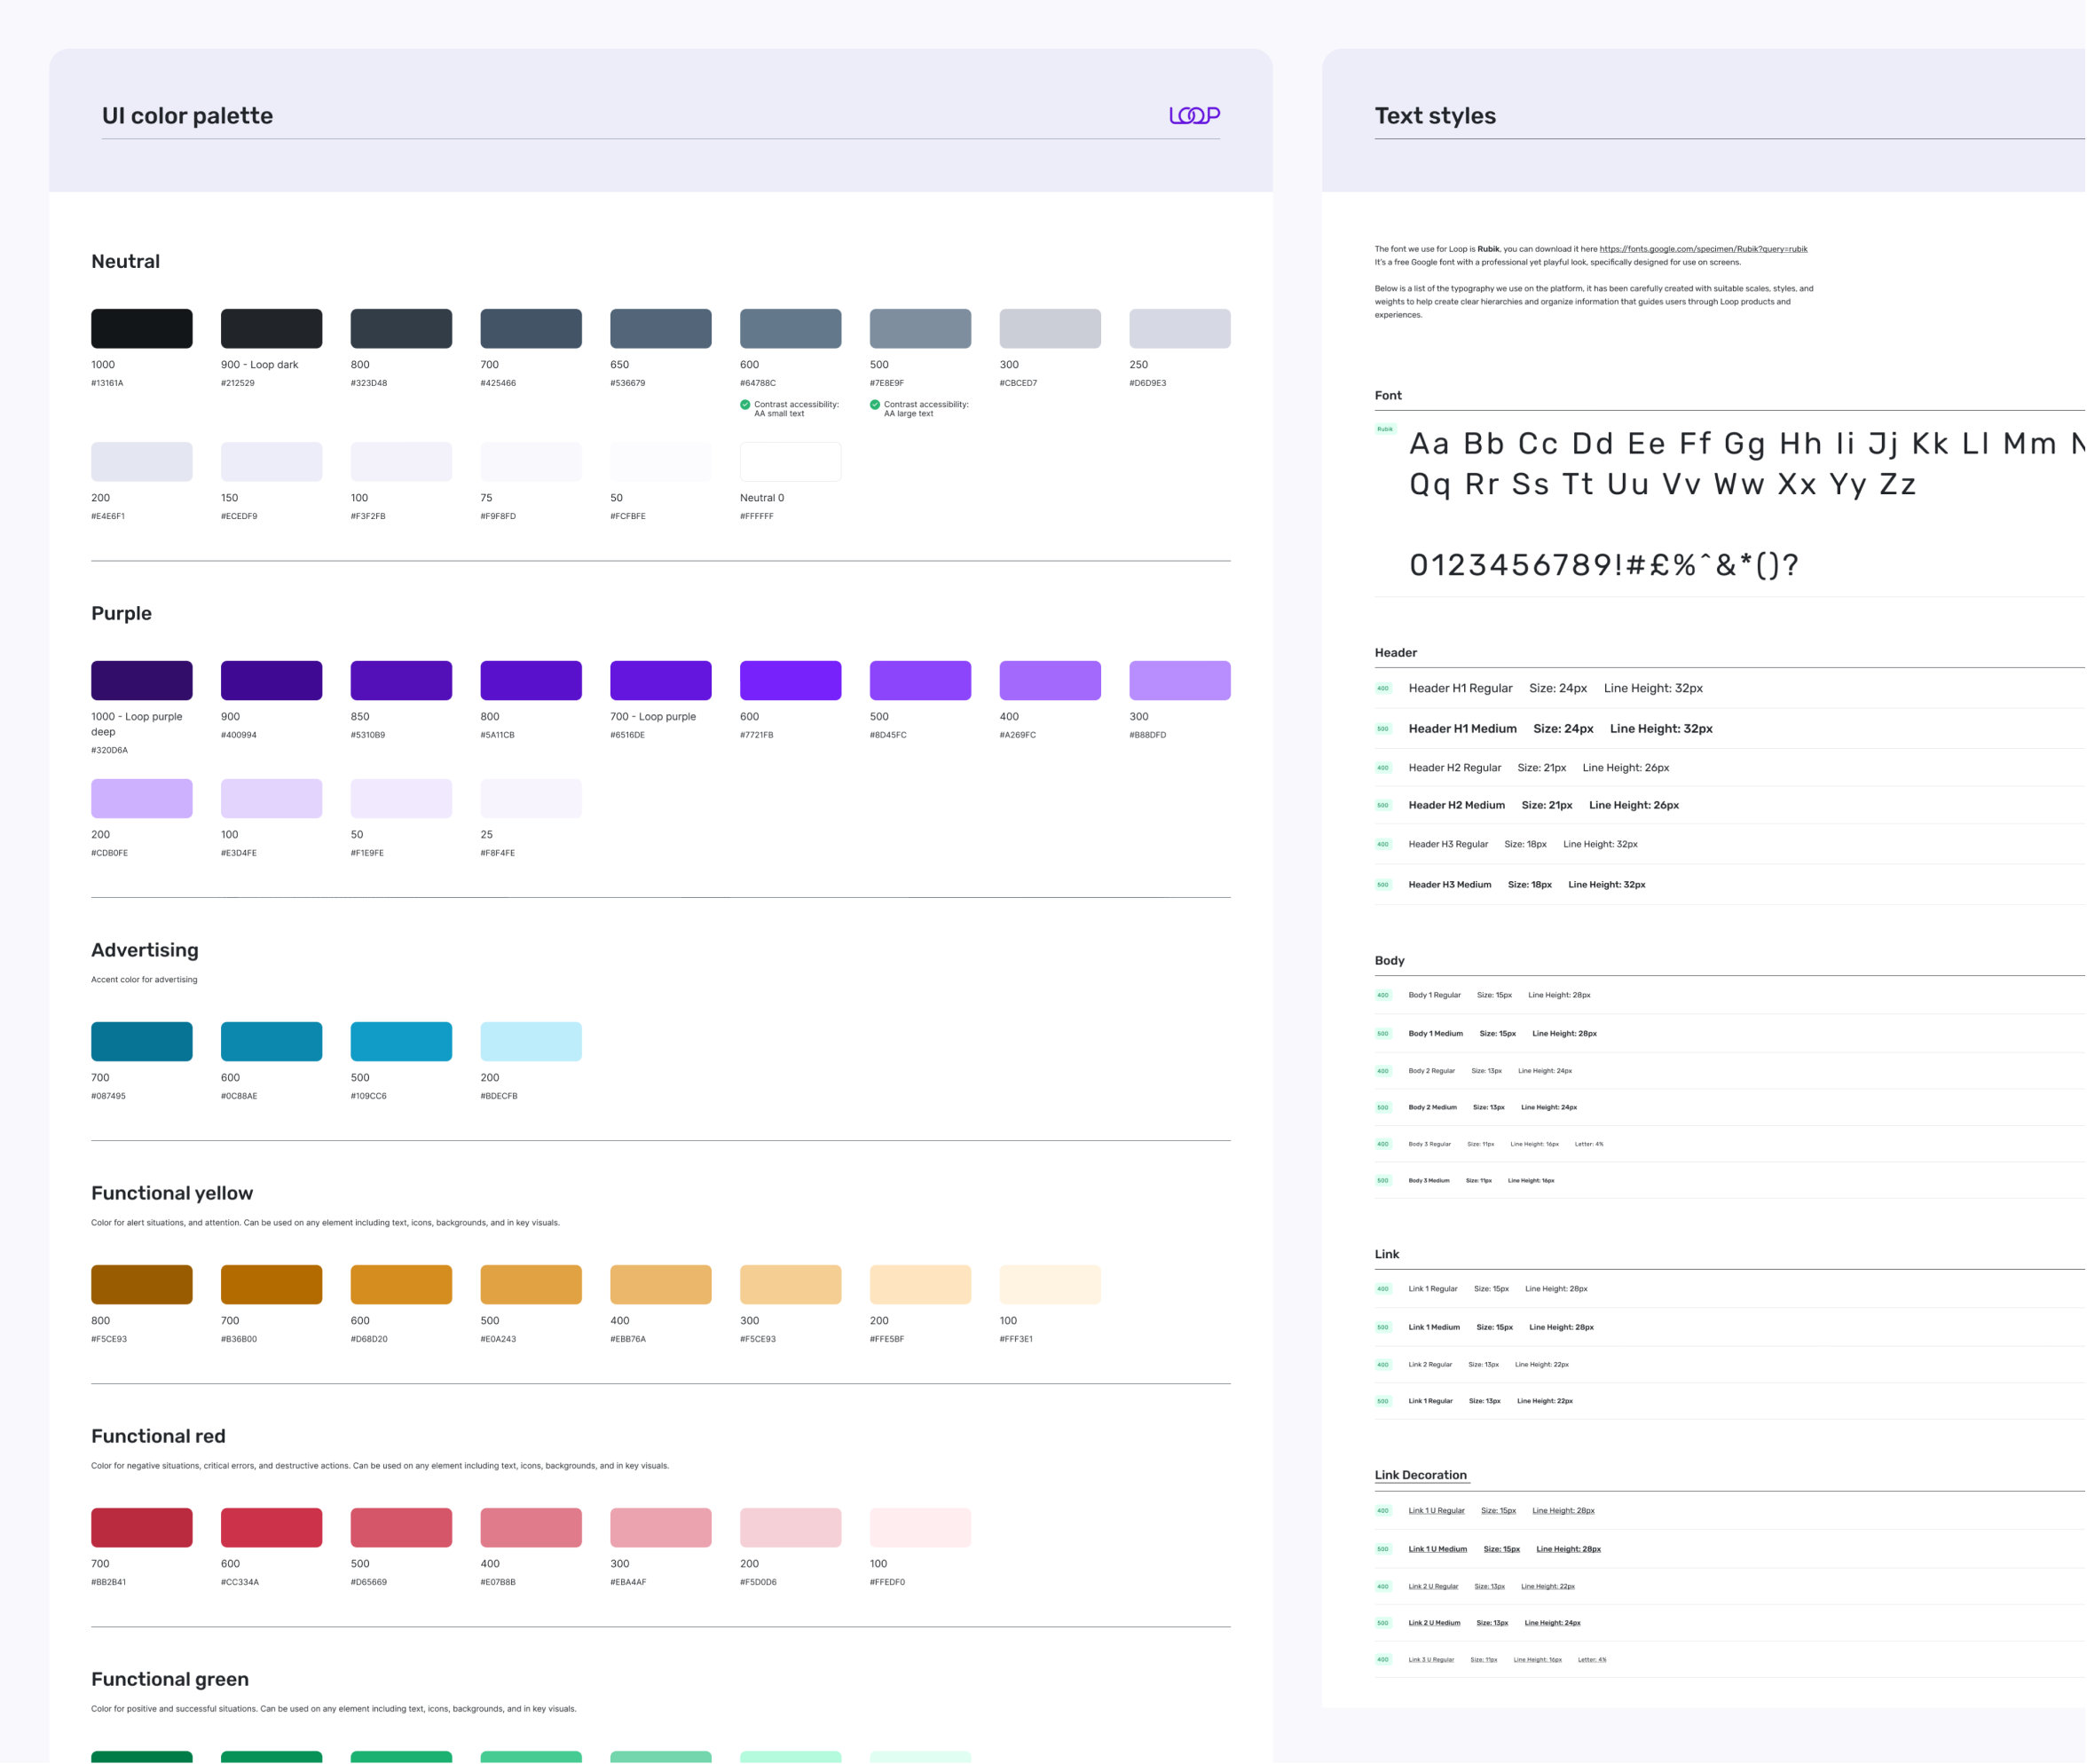 UI color palette
LOOP
Neutral
1000
900 - Loop dark
800
700
650
600
500
300
250
#13161A
#212529
#323D48
#425466
#536679
#64788C
#7E8E9F
#CBCED7
#D6D9E3
Contrast accessibility:
AA small text
Contrast accessibility:
AA large text
200
150
100
75
50
Neutral 0
#E4E6F1
#ECEDF9
#F3F2FB
#F9F8FD
#FCFBFE
#FFFFFF
Purple
1000 - Loop purple
deep
#320D6A
900
850
800
700 - Loop purple
600
500
400
300
#400994
#5310B9
#5A11CB
#6516DE
#7721FB
#8D45FC
#A269FC
#B88DFD
200
100
50
25
#CDB0FE
#E3D4FE
#F1E9FE
#F8F4FE
Advertising
Accent color for advertising
700
600
500
200
#087495
#0C88AE
#109CC6
#BDECFB
Functional yellow
Color for alert situations, and attention. Can be used on any element including text, icons, backgrounds, and in key visuals.
800
700
600
500
400
300
200
100
#F5CE93
#B36B00
#D68D20
#E0A243
#EBB76A
#F5CE93
#FFE5BF
#FFF3E1
Functional red
Color for negative situations, critical errors, and destructive actions. Can be used on any element including text, icons, backgrounds, and in key visuals.
700
600
500
400
300
200
100
#BB2B41
#CC334A
#D65669
#E07B8B
#EBA4AF
#F5D0D6
#FFEDF0
Functional green
Color for positive and successful situations. Can be used on any element including text, icons, backgrounds, and in key visuals.
Text styles
The font we use for Loop is Rubik, you can download it here https://fonts.google.com/specimen/Rubik?query=rubik
It's a free Google font with a professional yet playful look, specifically designed for use on screens.
Below is a list of the typography we use on the platform, it has been carefully created with suitable scales, styles, and
weights to help create clear hierarchies and organize information that guides users through Loop products and
experiences.
Font
Rubik
Aa Bb Cc Dd Ee Ff Gg Hh Ii Jj Kk Ll Mm N
Qq Rr Ss Tt Uu Vv Ww Xx Yy Zz
0123456789!#£%^&*()?
Header
400 Header H1 Regular Size: 24px Line Height: 32px
500 Header H1 Medium Size: 24px Line Height: 32px
400 Header H2 Regular Size: 21px Line Height: 26px
500 Header H2 Medium Size: 21px Line Height: 26px
400 Header H3 Regular Size: 18px Line Height: 32px
500 Header H3 Medium Size: 18px Line Height: 32px
Body
400 Body 1 Regular Size: 15px Line Height: 28px
500 Body 1 Medium Size: 15px Line Height: 28px
400 Body 2 Regular Size: 13px Line Height: 24px
500 Body 2 Medium Size: 13px Line Height: 24px
400 Body 3 Regular Size: 11px Line Height: 16px Letter: 4%
500 Body 3 Medium Size: 11px Line Height: 16px
Link
400 Link 1 Regular Size: 15px Line Height: 28px
500 Link 1 Medium Size: 15px Line Height: 28px
400 Link 2 Regular Size: 13px Line Height: 22px
500 Link 1 Regular Size: 13px Line Height: 22px
Link Decoration
400 Link 1 U Regular Size: 15px Line Height: 28px
500 Link 1 U Medium Size: 15px Line Height: 28px
400 Link 2 U Regular Size: 13px Line Height: 22px
500 Link 2 U Medium Size: 13px Line Height: 24px
400 Link 3 U Regular Size: 11px Line Height: 16px Letter: 4%